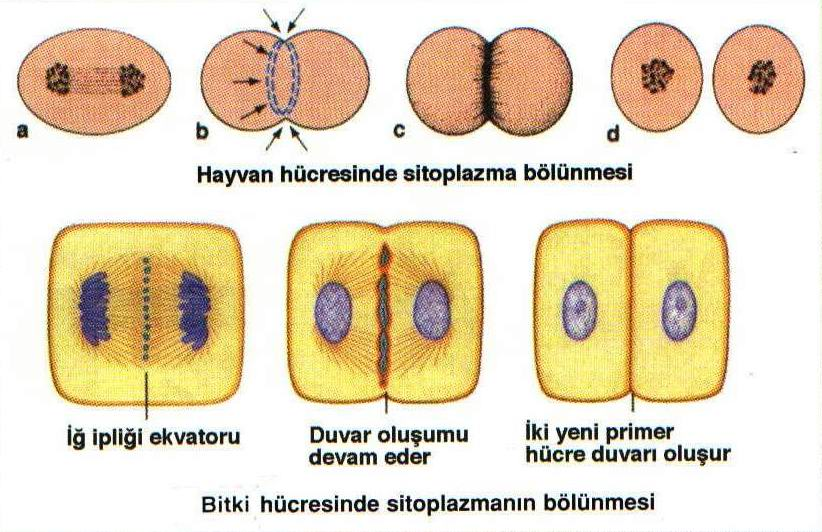 a
b
c
d
Hayvan hücresinde sitoplazma bölünmesi
İğ ipliği ekvatoru
Duvar oluşumu
devam eder
İki yeni primer
hücre duvarı oluşur
Bitki hücresinde sitoplazmanın bölünmesi